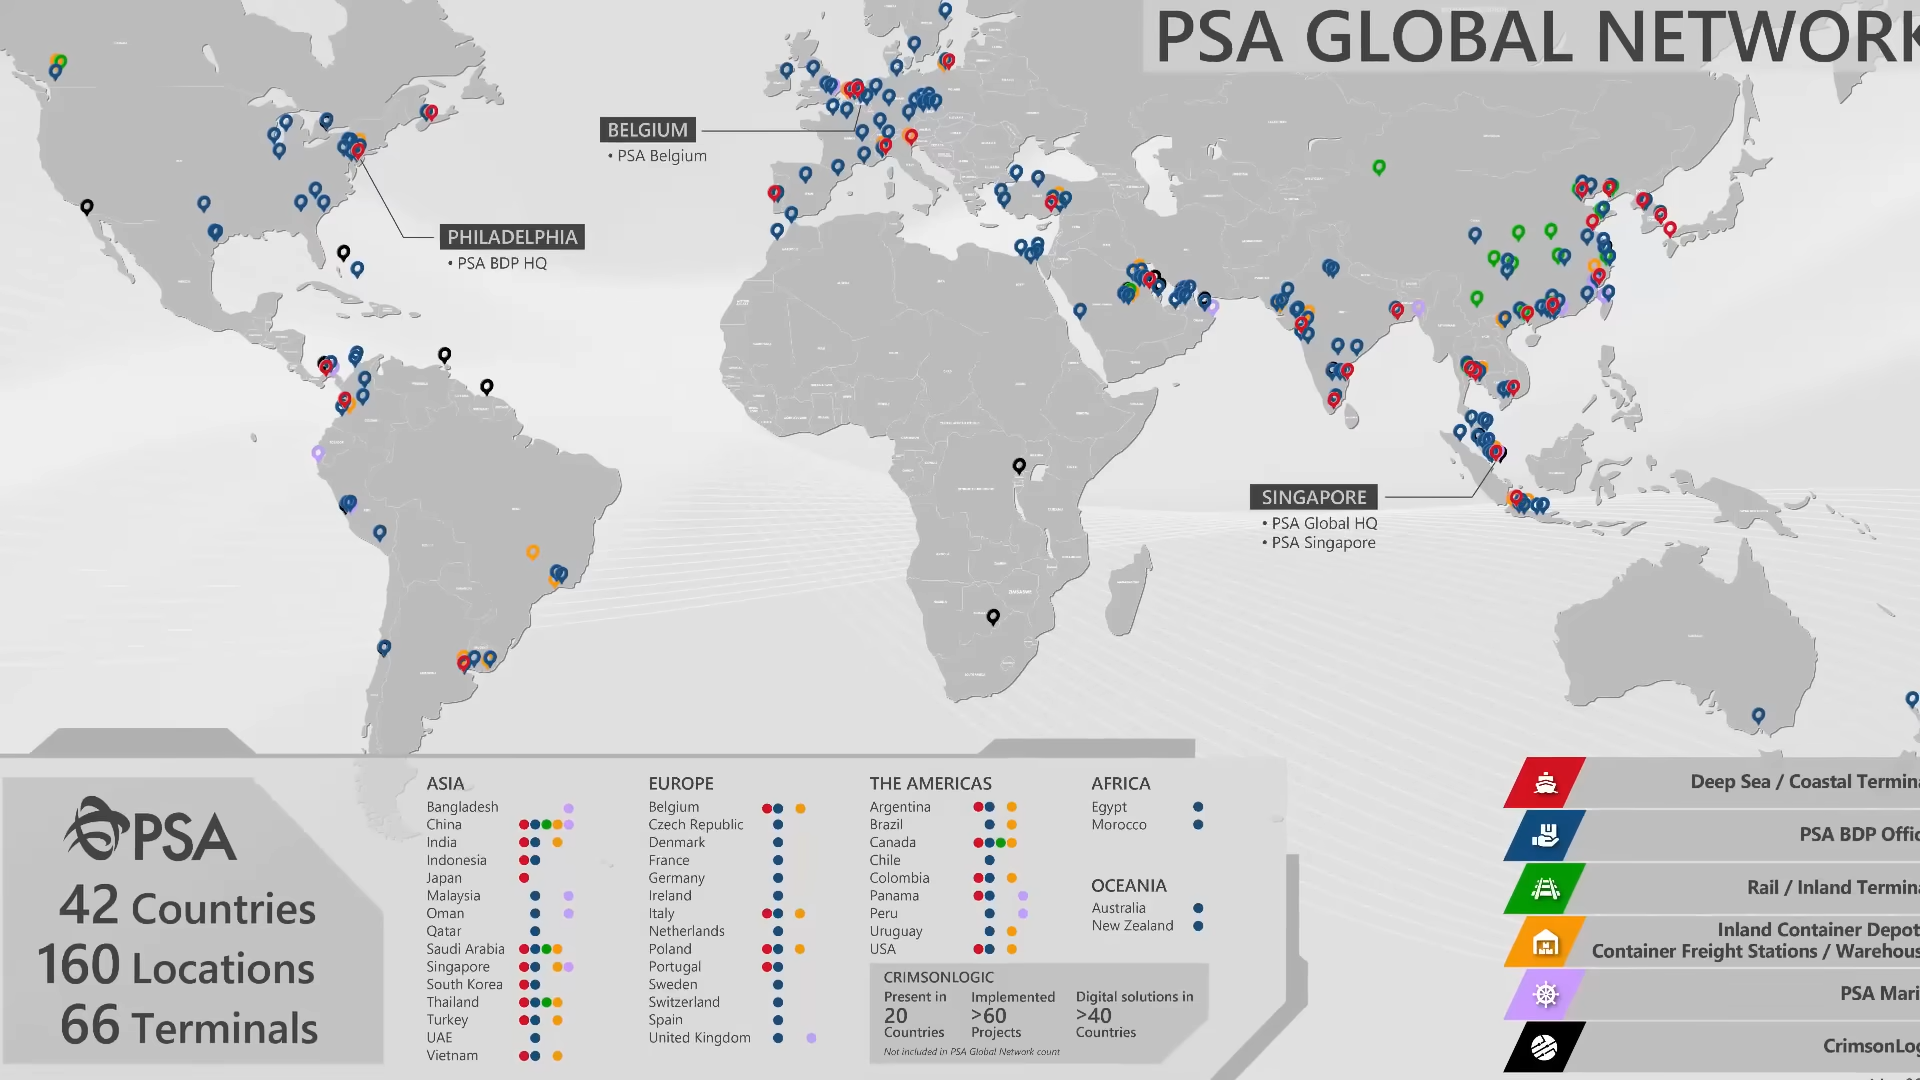 PSA GLOBAL NETWORK
BELGIUM
• PSA Belgium
PHILADELPHIA
• PSA BDP HQ
SINGAPORE
• PSA Global HQ
• PSA Singapore
PSA
42 Countries
160 Locations
66 Terminals
ASIA
Bangladesh
China
India
Indonesia
Japan
Malaysia
Oman
Qatar
Saudi Arabia
Singapore
South Korea
Thailand
Turkey
UAE
Vietnam
EUROPE
Belgium
Czech Republic
Denmark
France
Germany
Ireland
Italy
Netherlands
Poland
Portugal
Sweden
Switzerland
Spain
United Kingdom
THE AMERICAS
Argentina
Brazil
Canada
Chile
Colombia
Panama
Peru
Uruguay
USA
AFRICA
Egypt
Morocco
OCEANIA
Australia
New Zealand
CRIMSONLOGIC
Present in
20
Countries
Implemented
>60
Projects
Digital solutions in
>40
Countries
Not included in PSA Global Network count
Deep Sea / Coastal Termina
PSA BDP Offic
Rail / Inland Termina
Inland Container Depot
Container Freight Stations / Warehous
PSA Mari
CrimsonLog